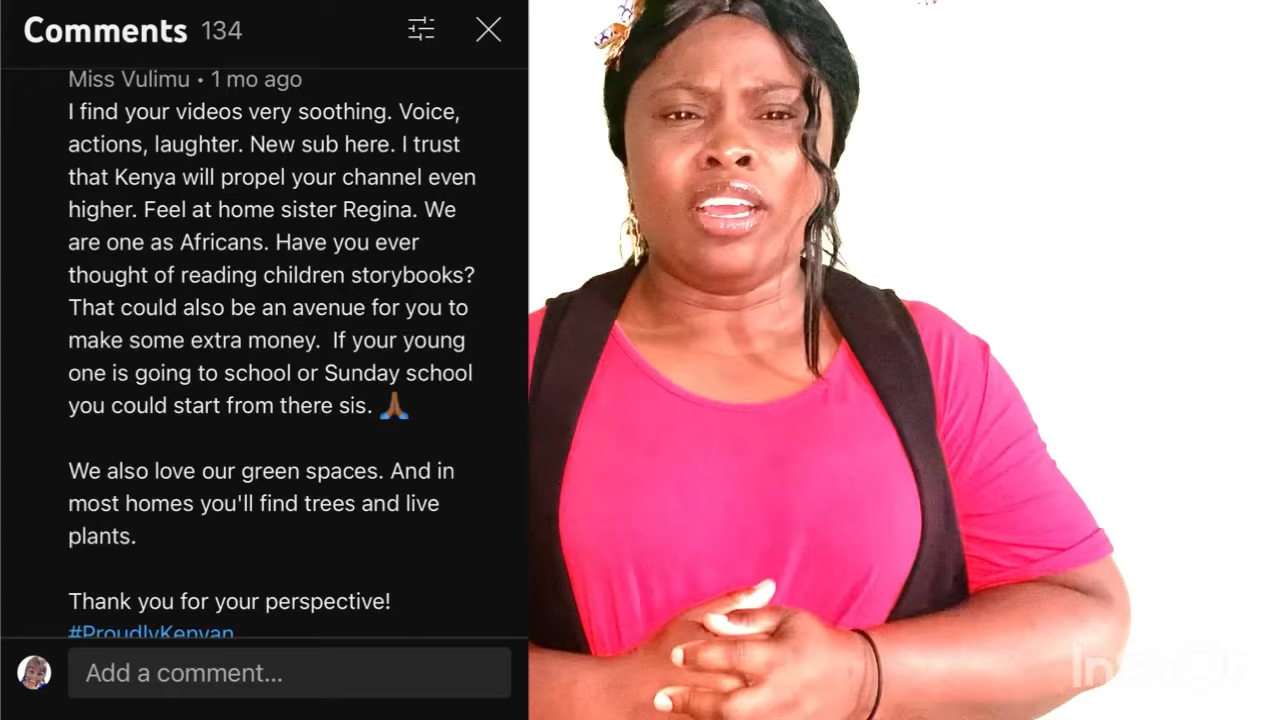 Comments 134
Miss Vulimu • 1 mo ago
I find your videos very soothing. Voice,
actions, laughter. New sub here. I trust
that Kenya will propel your channel even
higher. Feel at home sister Regina. We
are one as Africans. Have you ever
thought of reading children storybooks?
That could also be an avenue for you to
make some extra money. If your young
one is going to school or Sunday school
you could start from there sis. 🙏🏾
We also love our green spaces. And in
most homes you'll find trees and live
plants.
Thank you for your perspective!
#ProudlyKenyan
Add a comment...